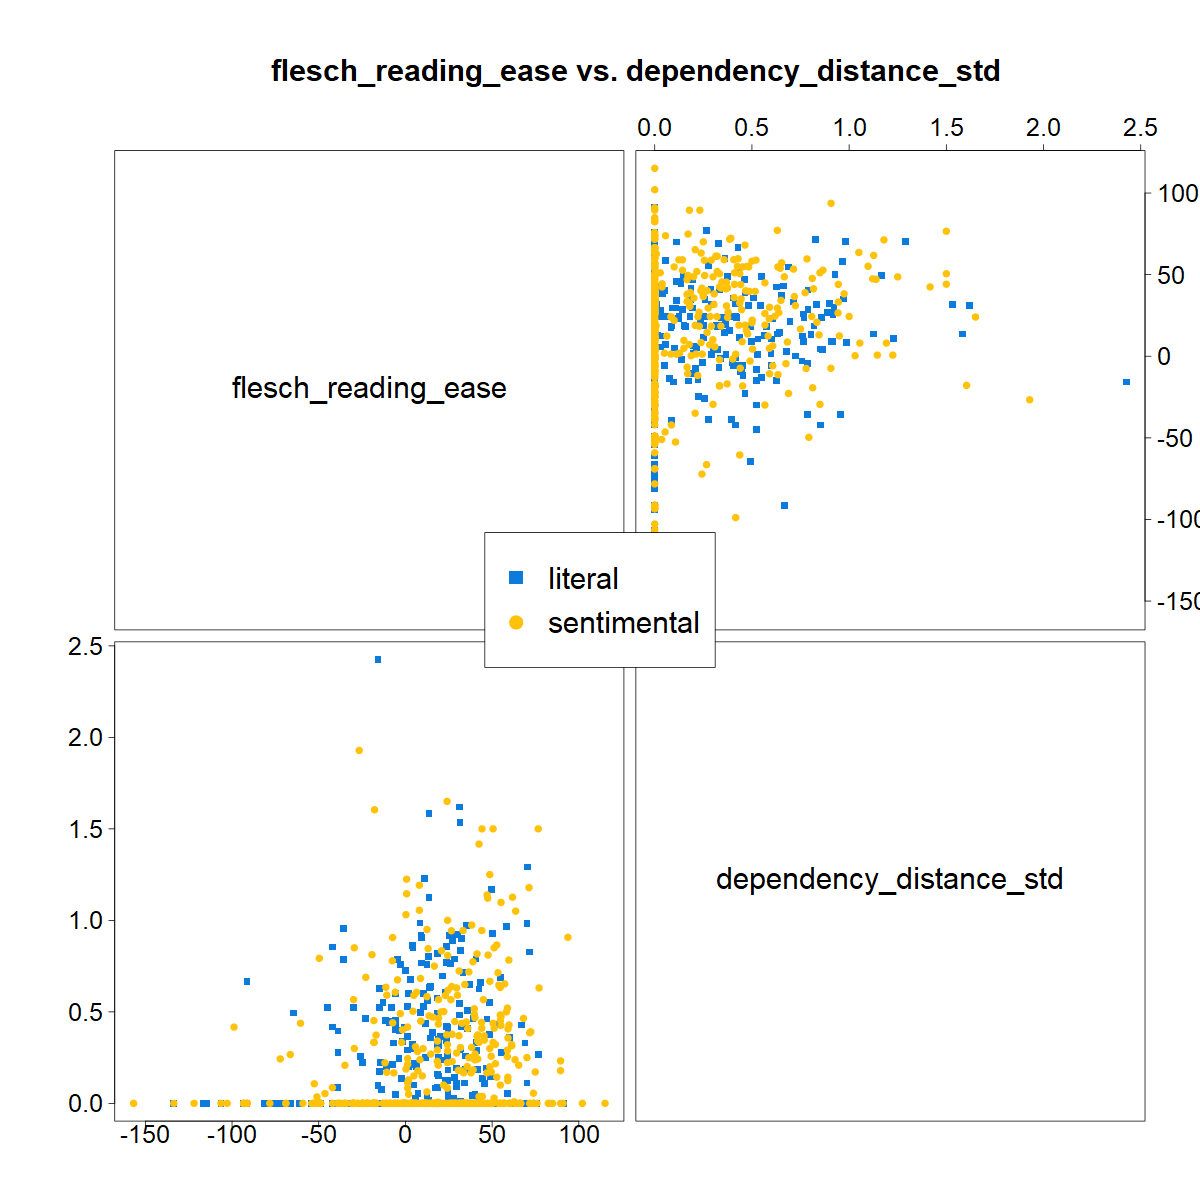 flesch_reading_ease vs. dependency_distance_std
0.0 0.5 1.0 1.5 2.0 2.5
100
50
flesch_reading_ease
0
-50
-100
literal
-150
sentimental
2.5
2.0
1.5
dependency_distance_std
1.0
0.5
0.0
-150 -100 -50 0 50 100